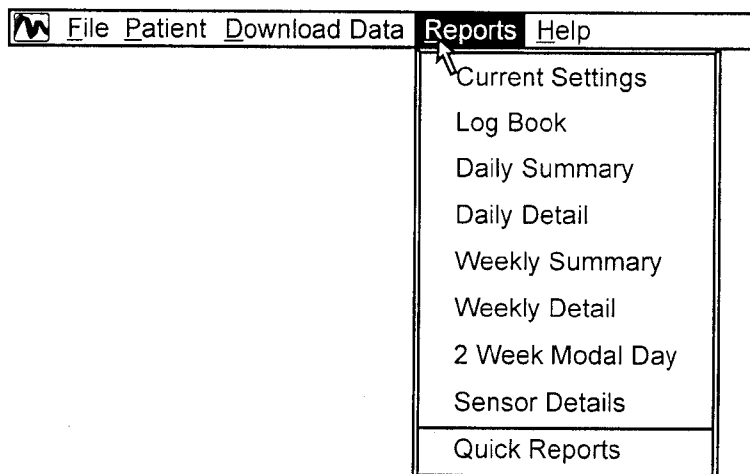 File Patient Download Data Reports Help
Current Settings
Log Book
Daily Summary
Daily Detail
Weekly Summary
Weekly Detail
2 Week Modal Day
Sensor Details
Quick Reports